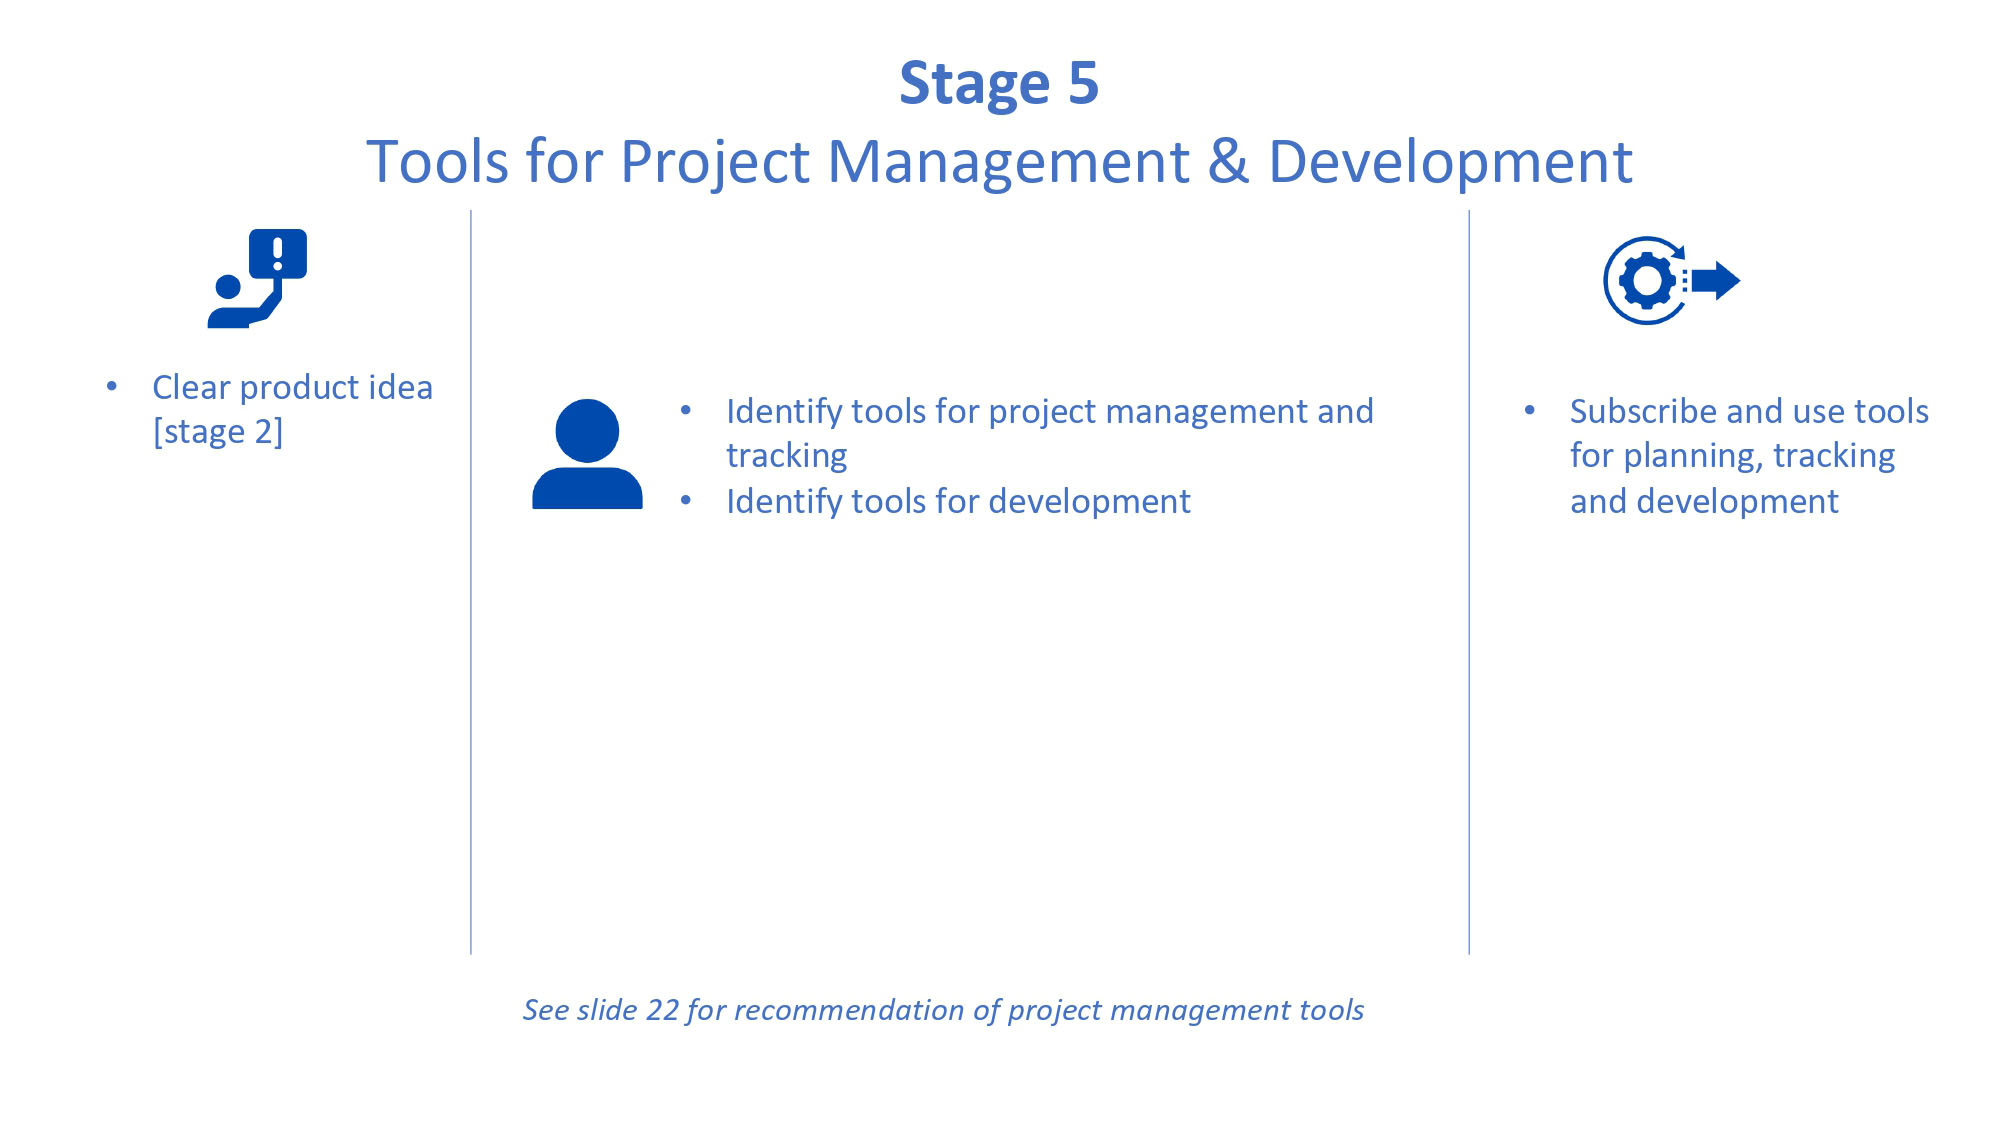 Stage 5
Tools for Project Management & Development
• Clear product idea
[stage 2]
• Identify tools for project management and
tracking
• Identify tools for development
• Subscribe and use tools
for planning, tracking
and development
See slide 22 for recommendation of project management tools